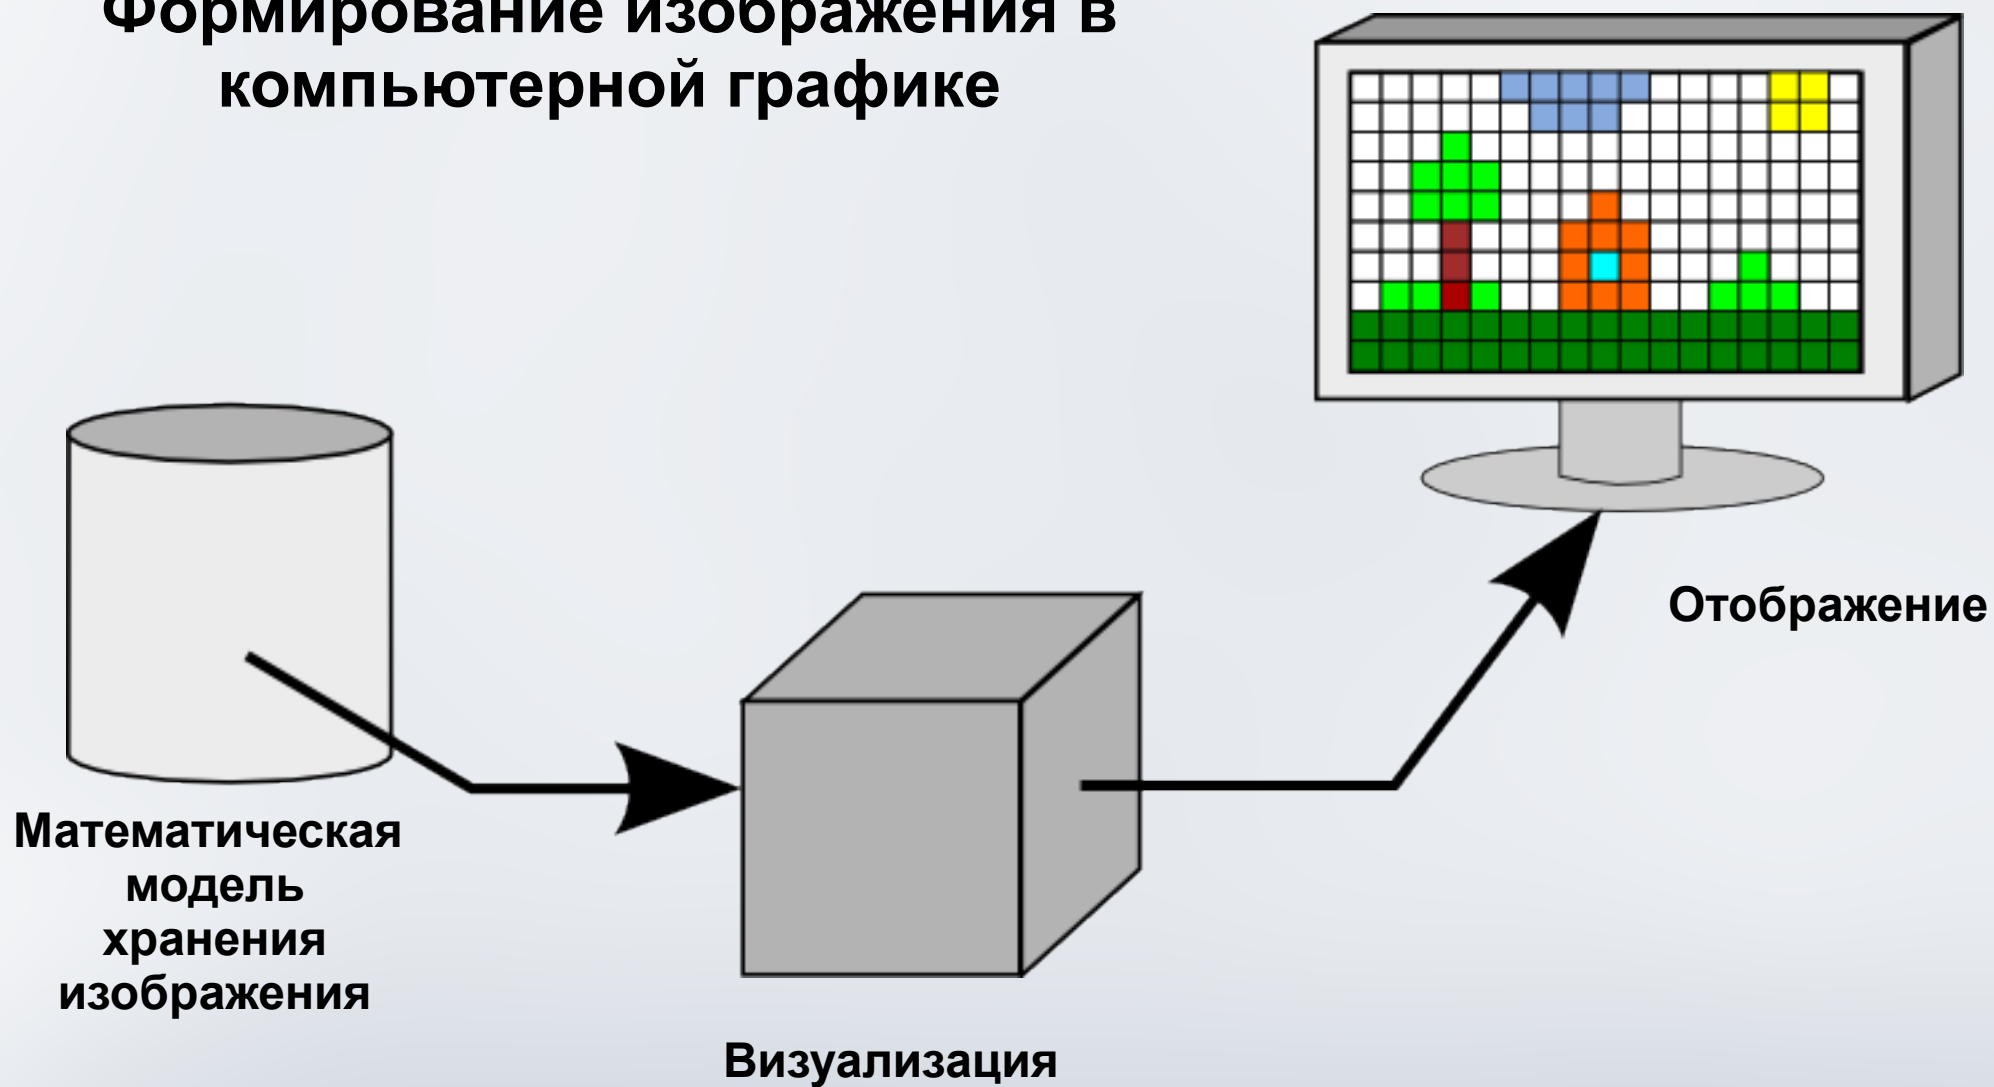 Формирование изображения в
компьютерной графике
Отображение
Математическая
модель
хранения
изображения
Визуализация